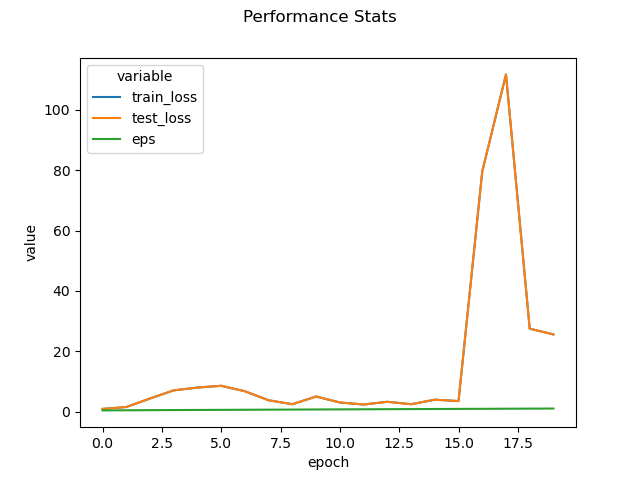 Performance Stats
variable
train_loss
test_loss
eps
value
100
80
60
40
20
0
0.0 2.5 5.0 7.5 10.0 12.5 15.0 17.5
epoch